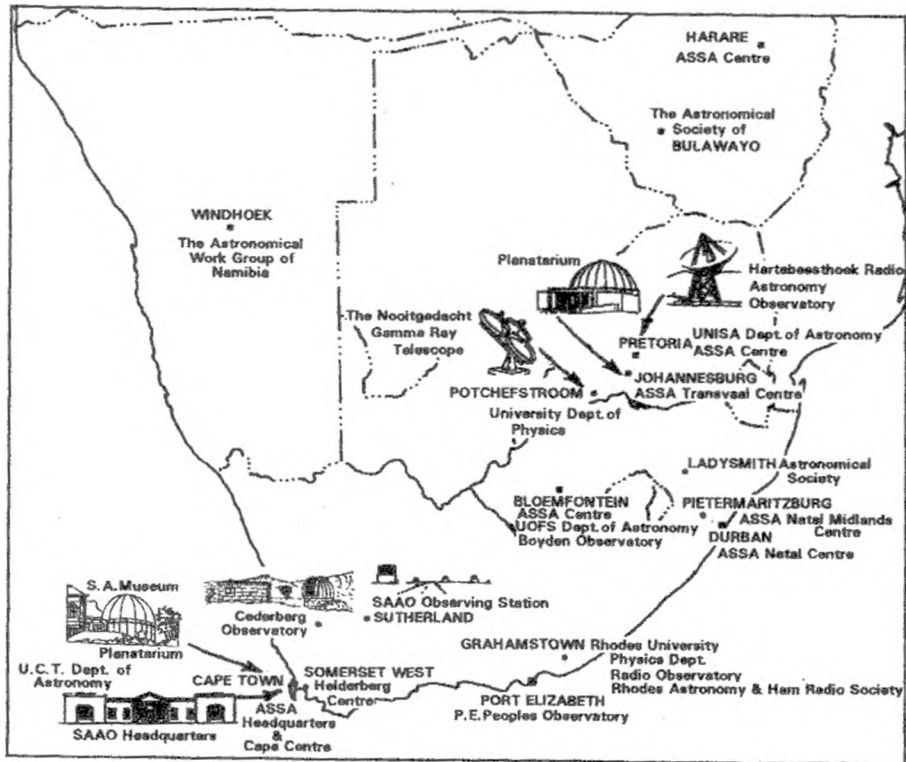 HARARE
ASSA Centre
The Astronomical
Society of
BULAWAYO
WINDHOEK
The Astronomical
Work Group of
Namibia
Planatarium
Hartebeesthoek Radio
Astronomy
Observatory
The Nooitgedacht
Gamma Ray
Telescope
PRETORIA
UNISA Dept. of Astronomy
ASSA Centre
JOHANNESBURG
ASSA Transvaal Centre
POTCHEFSTROOM
University Dept. of
Physics
LADYSMITH Astronomical
Society
BLOEMFONTEIN
ASSA Centre
UOFS Dept. of Astronomy
Boyden Observatory
PIETERMARITZBURG
ASSA Natal Midlands
Centre
DURBAN
ASSA Natal Centre
S.A. Museum
Planatarium
Cederberg
Observatory
SAAO Observing Station
SUTHERLAND
GRAHAMSTOWN Rhodes University
Physics Dept.
Radio Observatory
Rhodes Astronomy & Ham Radio Society
U.C.T. Dept. of
Astronomy
CAPE TOWN
SOMERSET WEST
Helderberg
Centre
SAAO Headquarters
ASSA
Headquarters
&
Cape Centre
PORT ELIZABETH
P.E. Peoples Observatory